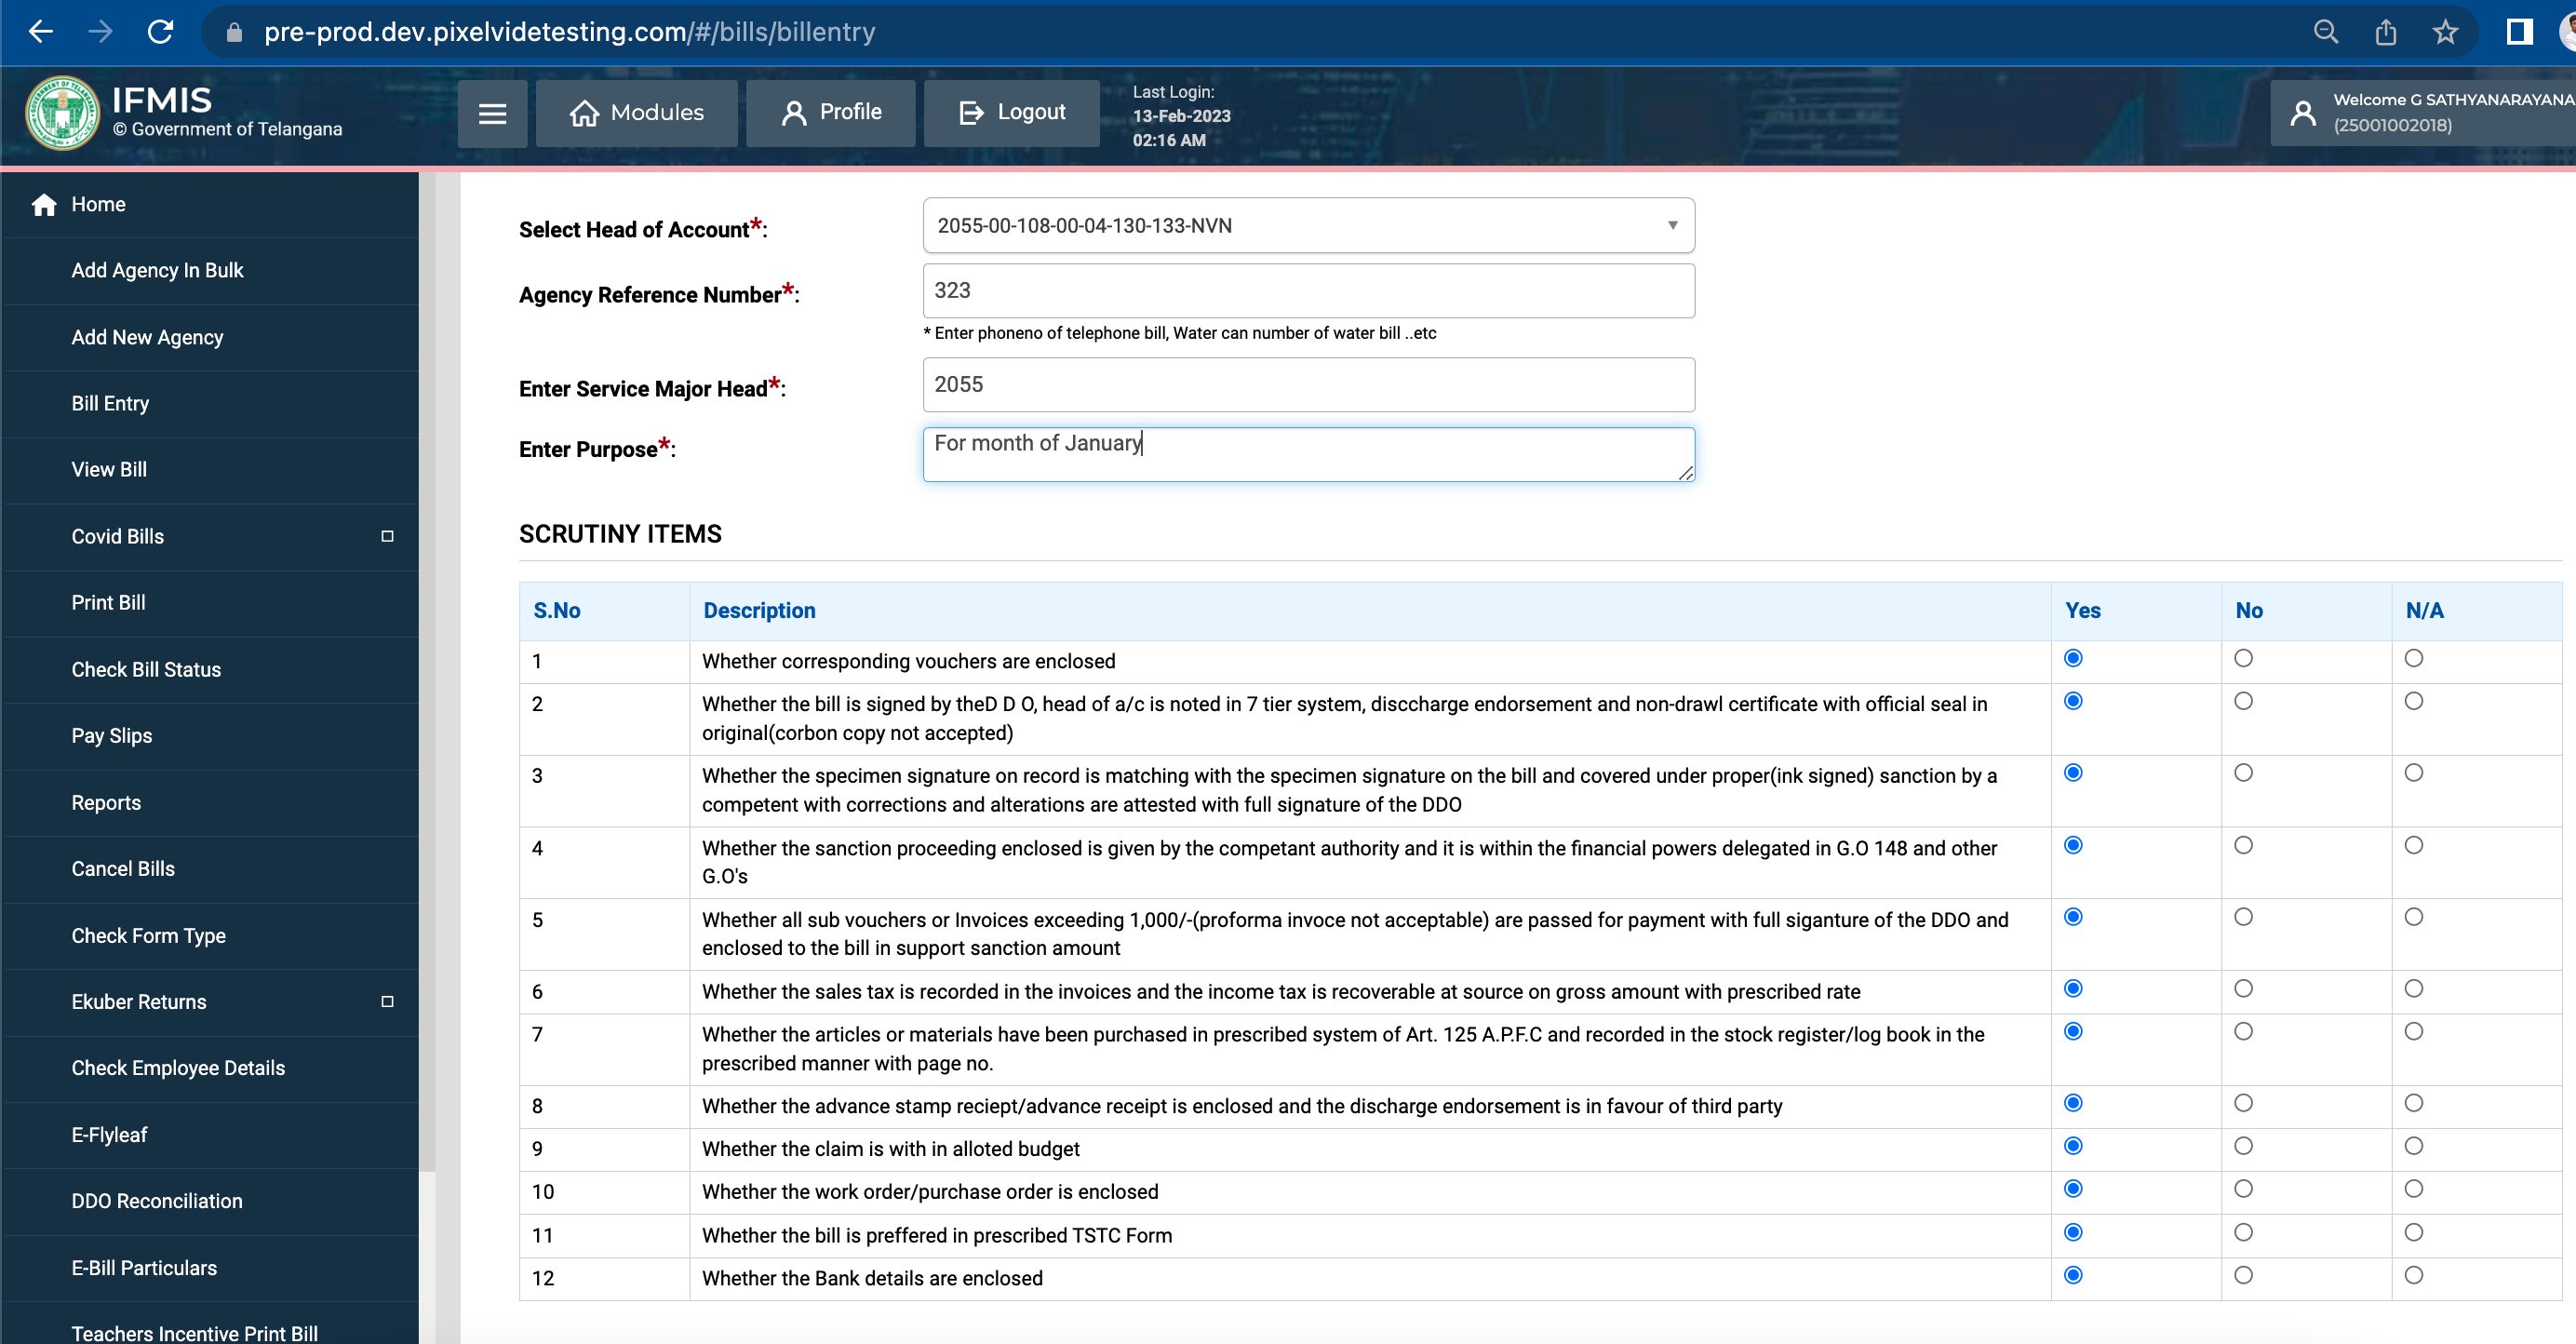 pre-prod.dev.pixelvidetesting.com/#/bills/billentry
IFMIS
© Government of Telangana
Modules
Profile
Logout
Last Login:
13-Feb-2023
02:16 AM
Welcome G SATHYANARAYANA
(25001002018)
Home
Add Agency In Bulk
Add New Agency
Bill Entry
View Bill
Covid Bills
Print Bill
Check Bill Status
Pay Slips
Reports
Cancel Bills
Check Form Type
Ekuber Returns
Check Employee Details
E-Flyleaf
DDO Reconciliation
E-Bill Particulars
Teachers Incentive Print Bill
Select Head of Account*:
2055-00-108-00-04-130-133-NVN
Agency Reference Number*:
323
* Enter phoneno of telephone bill, Water can number of water bill ..etc
Enter Service Major Head*:
2055
Enter Purpose*:
For month of January
SCRUTINY ITEMS
S.No Description Yes No N/A
1 Whether corresponding vouchers are enclosed
2 Whether the bill is signed by theD D O, head of a/c is noted in 7 tier system, disccharge endorsement and non-drawl certificate with official seal in
original(corbon copy not accepted)
3 Whether the specimen signature on record is matching with the specimen signature on the bill and covered under proper(ink signed) sanction by a
competent with corrections and alterations are attested with full signature of the DDO
4 Whether the sanction proceeding enclosed is given by the competant authority and it is within the financial powers delegated in G.O 148 and other
G.O's
5 Whether all sub vouchers or Invoices exceeding 1,000/-(proforma invoce not acceptable) are passed for payment with full siganture of the DDO and
enclosed to the bill in support sanction amount
6 Whether the sales tax is recorded in the invoices and the income tax is recoverable at source on gross amount with prescribed rate
7 Whether the articles or materials have been purchased in prescribed system of Art. 125 A.P.F.C and recorded in the stock register/log book in the
prescribed manner with page no.
8 Whether the advance stamp reciept/advance receipt is enclosed and the discharge endorsement is in favour of third party
9 Whether the claim is with in alloted budget
10 Whether the work order/purchase order is enclosed
11 Whether the bill is preffered in prescribed TSTC Form
12 Whether the Bank details are enclosed